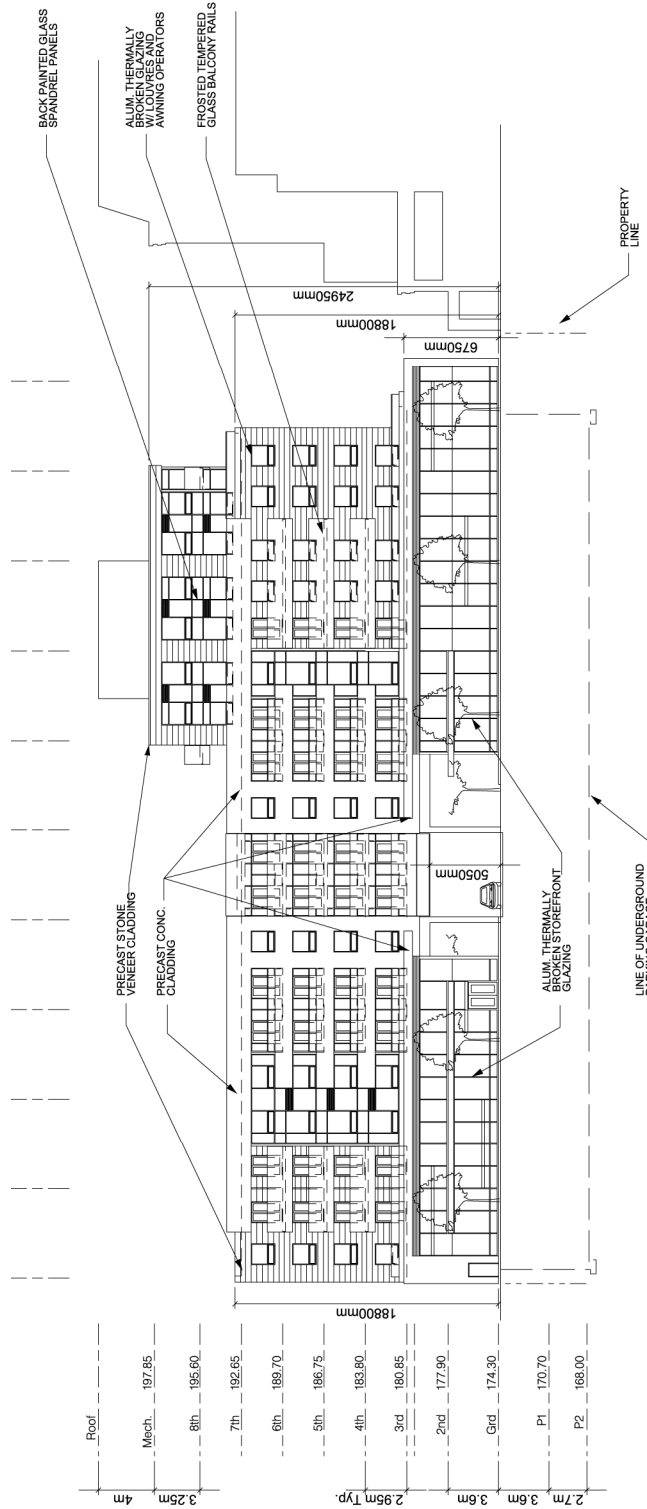 BACK PAINTED GLASS
SPANDREL PANELS
ALUM. THERMALLY
BROKEN GLAZING
W/ LOUVRES AND
AWNING OPERATORS
FROSTED TEMPERED
GLASS BALCONY RAILS
PRECAST STONE
VENEER CLADDING
PRECAST CONC.
CLADDING
4m
3.25m
2.95m Typ.
3.6m
3.6m
2.7m
Roof
Mech. 197.85
8th 195.60
7th 192.65
6th 189.70
5th 186.75
4th 183.80
3rd 180.85
2nd 177.90
Grd 174.30
P1 170.70
P2 168.00
18800mm
5050mm
6750mm
18800mm
24950mm
ALUM. THERMALLY
BROKEN STOREFRONT
GLAZING
PROPERTY
LINE
LINE OF UNDERGROUND